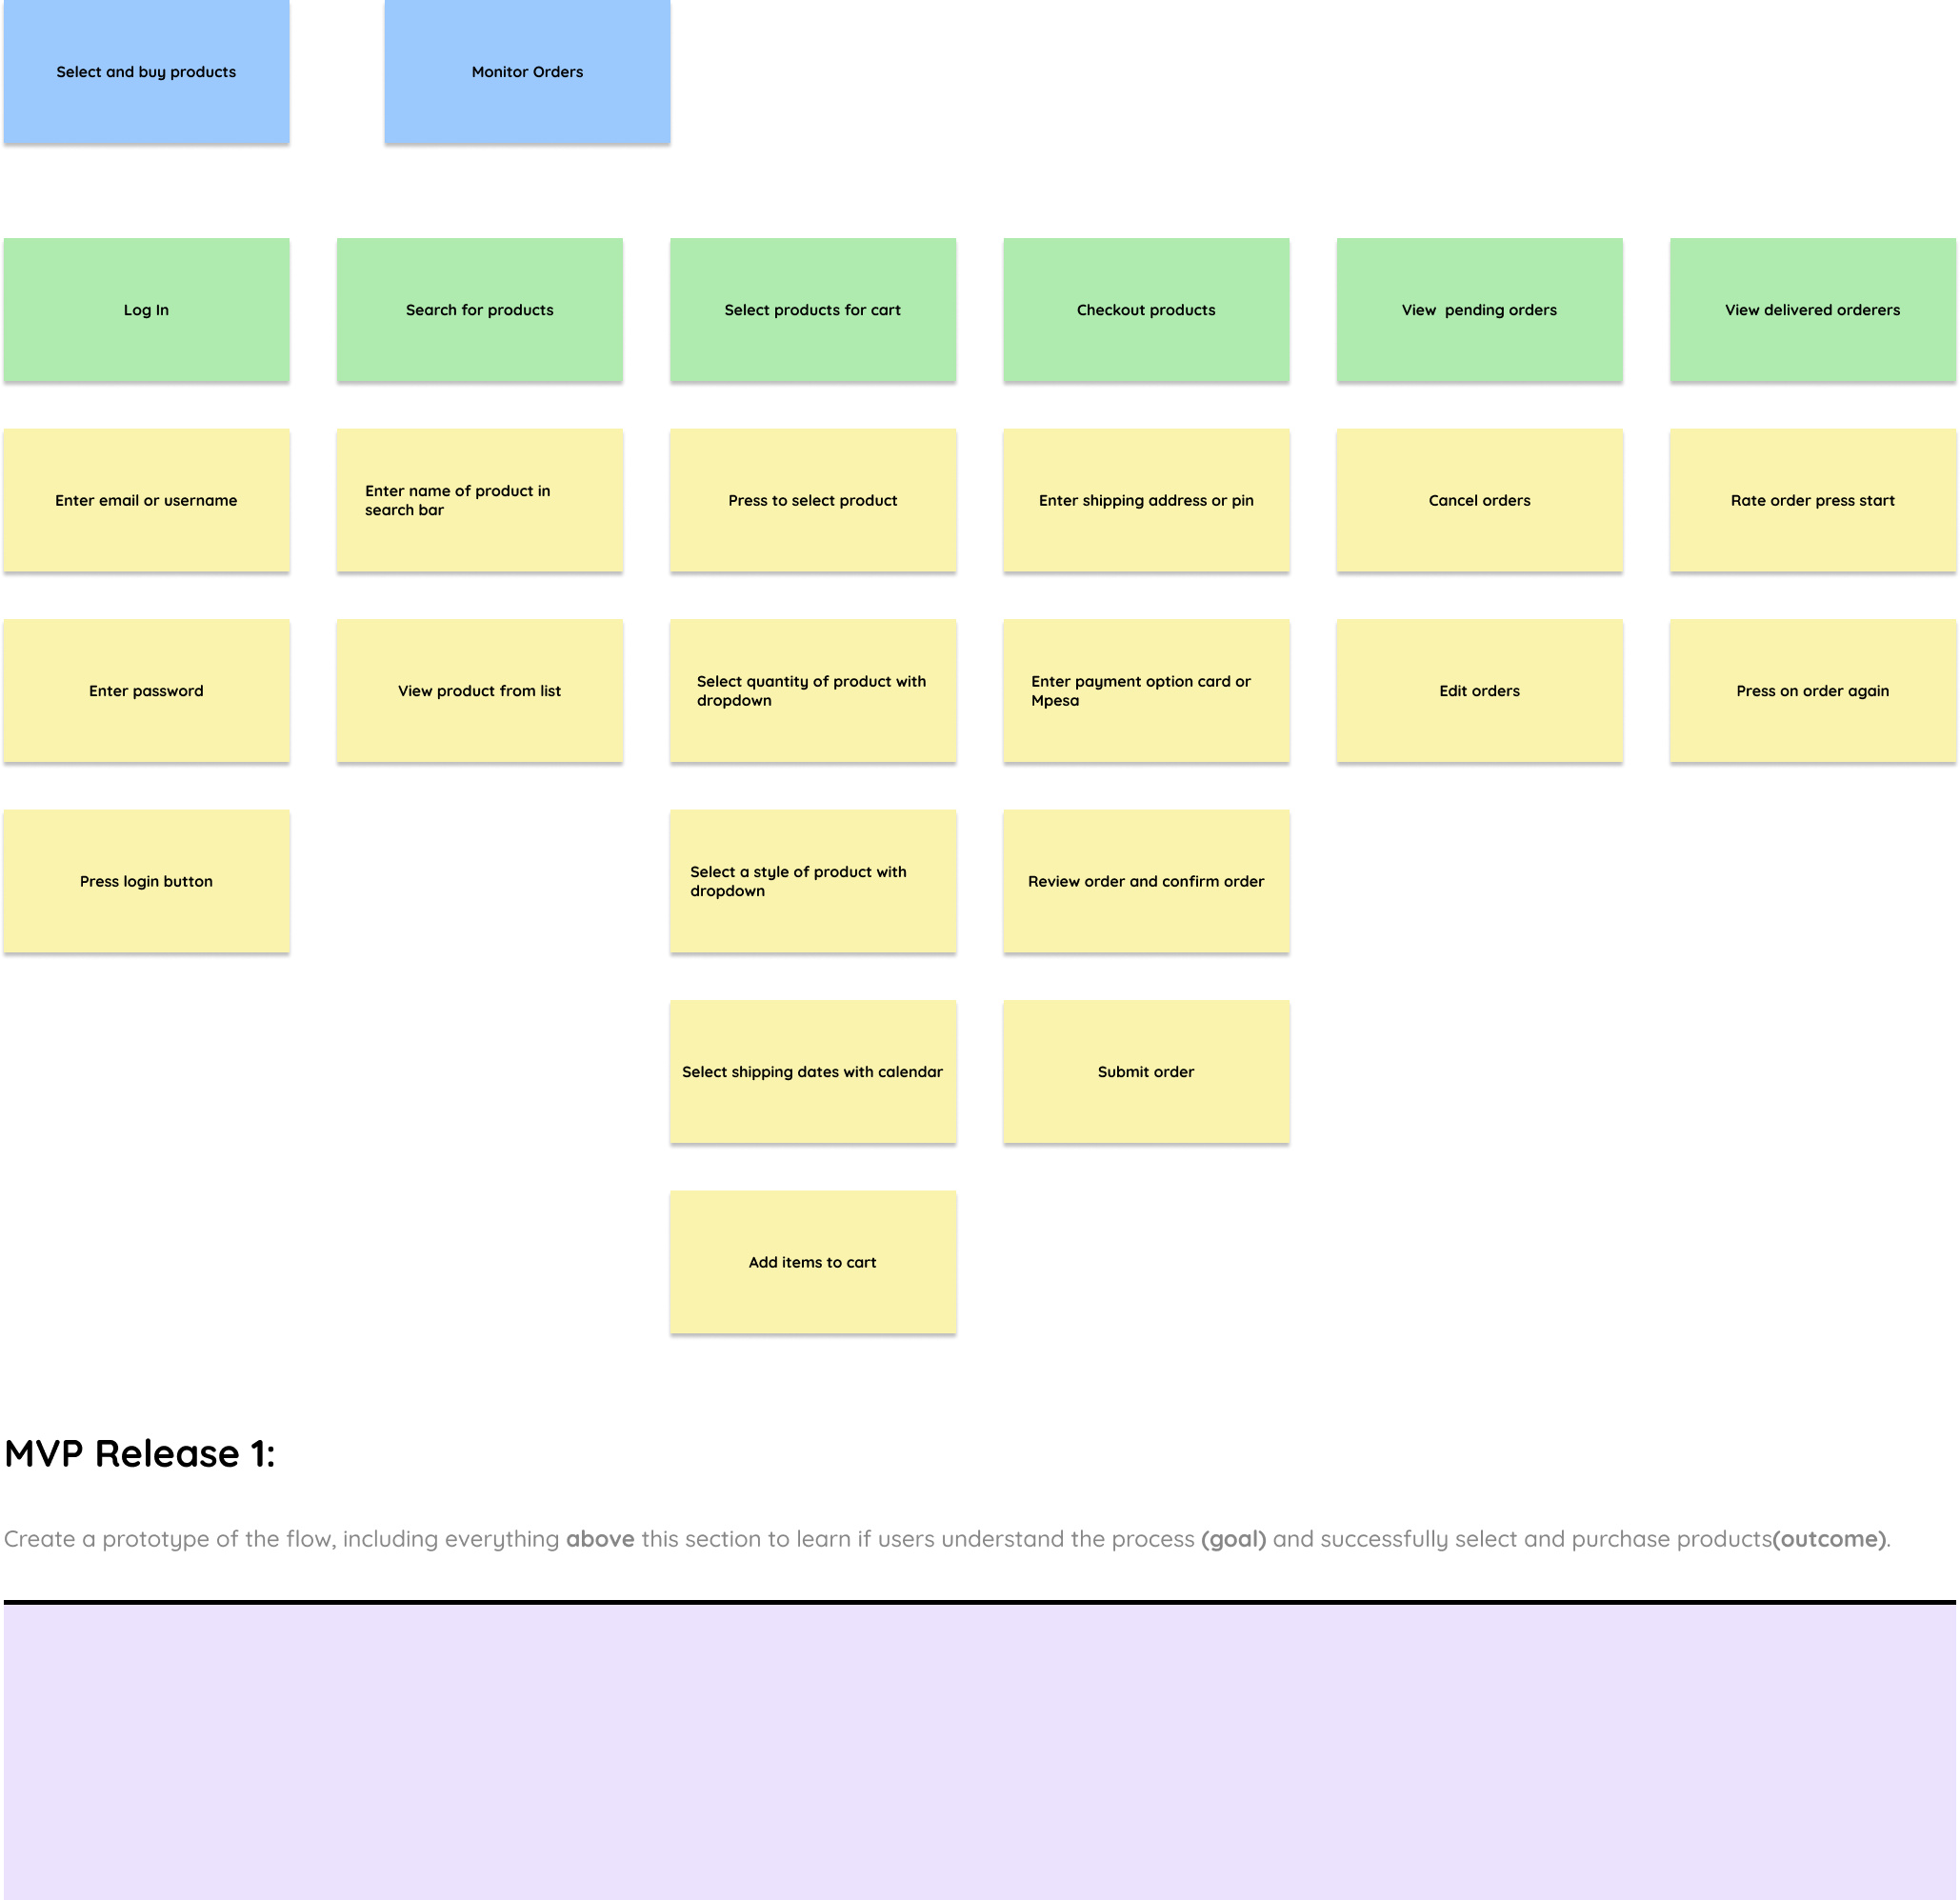 Select and buy products
Monitor Orders
Log In
Search for products
Select products for cart
Checkout products
View  pending orders
View delivered orderers
Enter email or username
Enter name of product in
search bar
Press to select product
Enter shipping address or pin
Cancel orders
Rate order press start
Enter password
View product from list
Select quantity of product with
dropdown
Enter payment option card or
Mpesa
Edit orders
Press on order again
Press login button
Select a style of product with
dropdown
Review order and confirm order
Select shipping dates with calendar
Submit order
Add items to cart
MVP Release 1:
Create a prototype of the flow, including everything above this section to learn if users understand the process (goal) and successfully select and purchase products(outcome).